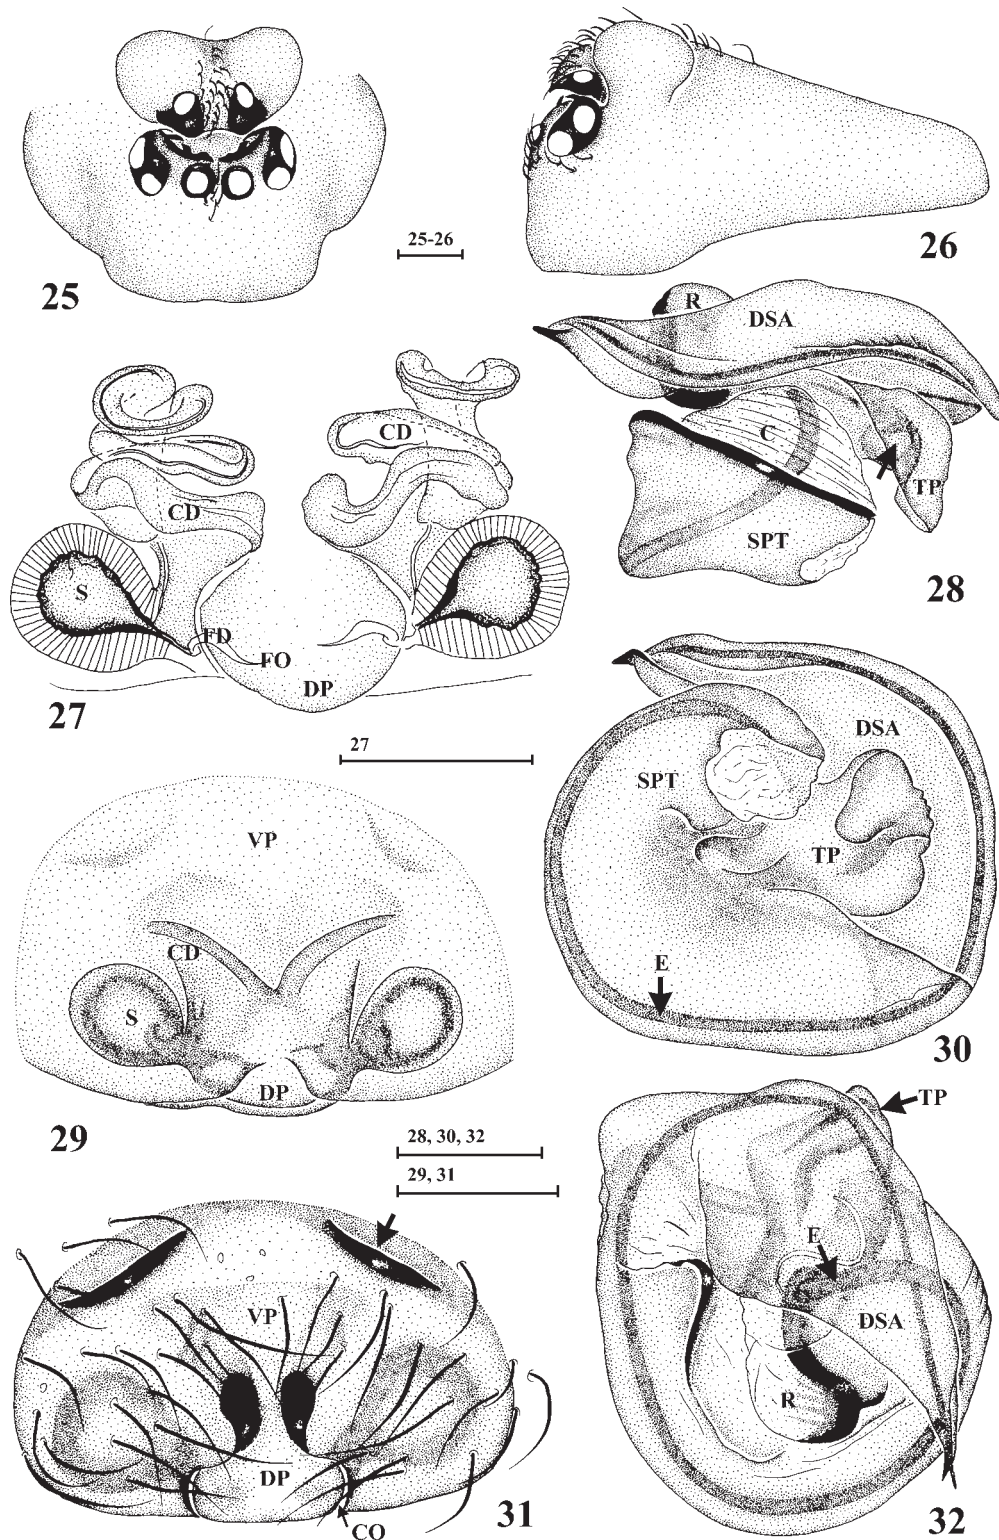 25-26
25
26
R
DSA
C
TP
SPT
28
CD
CD
S
FD
FO
DP
27
27
DSA
SPT
TP
E
30
VP
CD
S
DP
29
28, 30, 32
29, 31
TP
E
DSA
R
32
VP
DP
CO
31